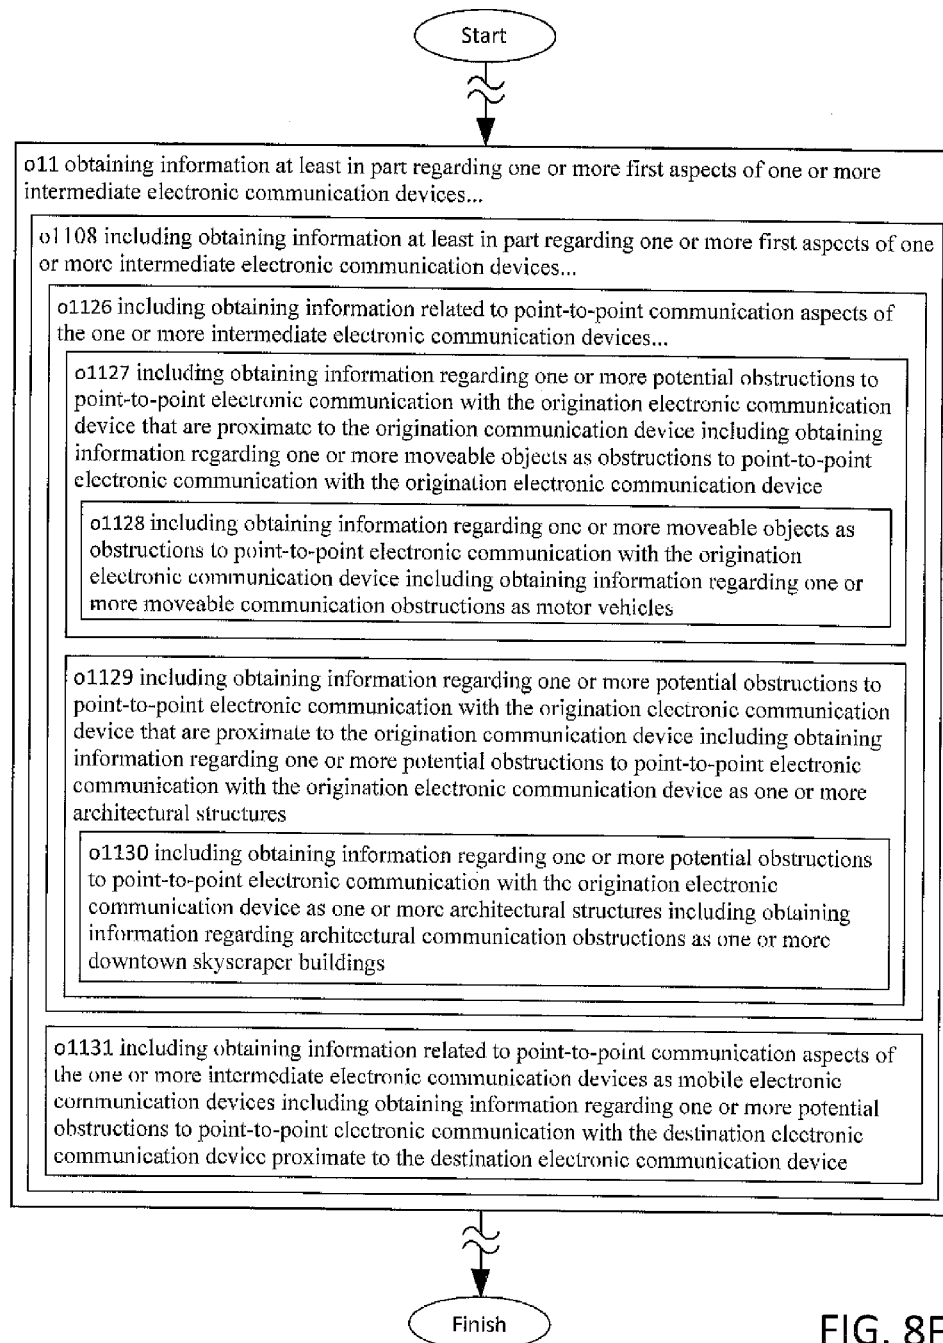 Start
o11 obtaining information at least in part regarding one or more first aspects of one or more
intermediate electronic communication devices...
o1108 including obtaining information at least in part regarding one or more first aspects of one
or more intermediate electronic communication devices...
o1126 including obtaining information related to point-to-point communication aspects of
the one or more intermediate electronic communication devices...
o1127 including obtaining information regarding one or more potential obstructions to
point-to-point electronic communication with the origination electronic communication
device that are proximate to the origination communication device including obtaining
information regarding one or more moveable objects as obstructions to point-to-point
electronic communication with the origination electronic communication device
o1128 including obtaining information regarding one or more moveable objects as
obstructions to point-to-point electronic communication with the origination
electronic communication device including obtaining information regarding one or
more moveable communication obstructions as motor vehicles
o1129 including obtaining information regarding one or more potential obstructions to
point-to-point electronic communication with the origination electronic communication
device that are proximate to the origination communication device including obtaining
information regarding one or more potential obstructions to point-to-point electronic
communication with the origination electronic communication device as one or more
architectural structures
o1130 including obtaining information regarding one or more potential obstructions
to point-to-point electronic communication with the origination electronic
communication device as one or more architectural structures including obtaining
information regarding architectural communication obstructions as one or more
downtown skyscraper buildings
o1131 including obtaining information related to point-to-point communication aspects of
the one or more intermediate electronic communication devices as mobile electronic
communication devices including obtaining information regarding one or more potential
obstructions to point-to-point electronic communication with the destination electronic
communication device proximate to the destination electronic communication device
Finish
FIG.